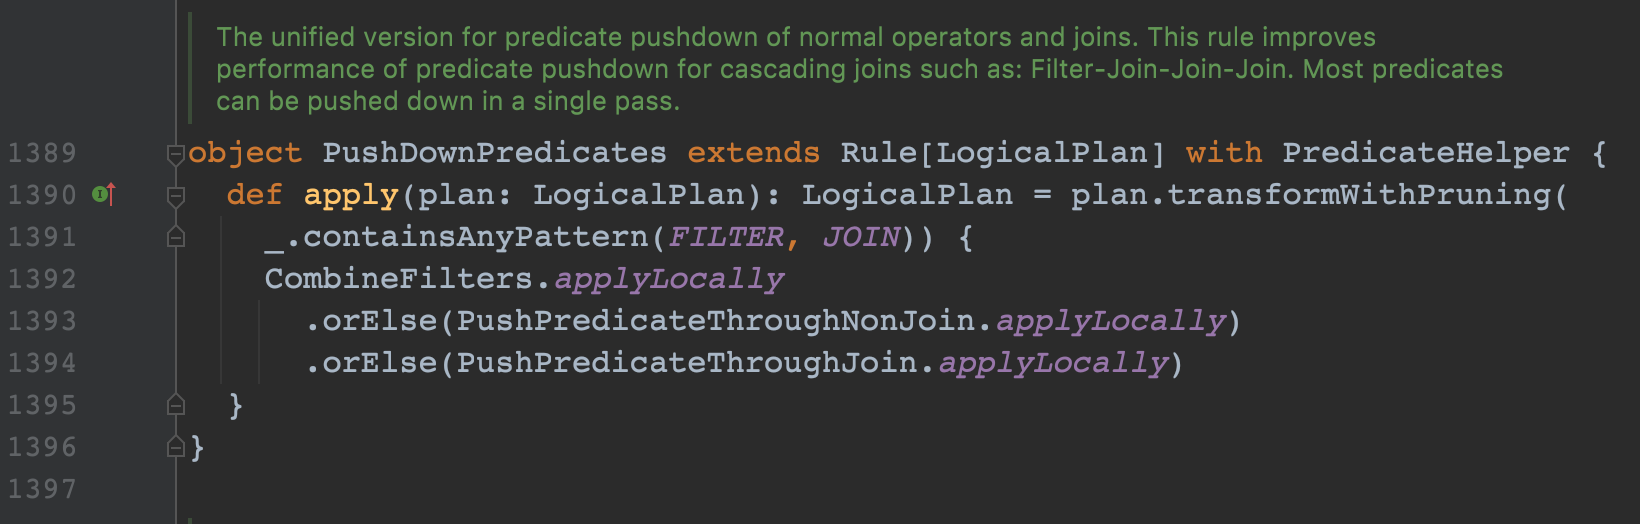 The unified version for predicate pushdown of normal operators and joins. This rule improves
performance of predicate pushdown for cascading joins such as: Filter-Join-Join-Join. Most predicates
can be pushed down in a single pass.
1389 object PushDownPredicates extends Rule[LogicalPlan] with PredicateHelper {
1390 def apply(plan: LogicalPlan): LogicalPlan = plan.transformWithPruning(
1391 _.containsAnyPattern(FILTER, JOIN)) {
1392 CombineFilters.applyLocally
1393 .orElse(PushPredicateThroughNonJoin.applyLocally)
1394 .orElse(PushPredicateThroughJoin.applyLocally)
1395 }
1396 }
1397